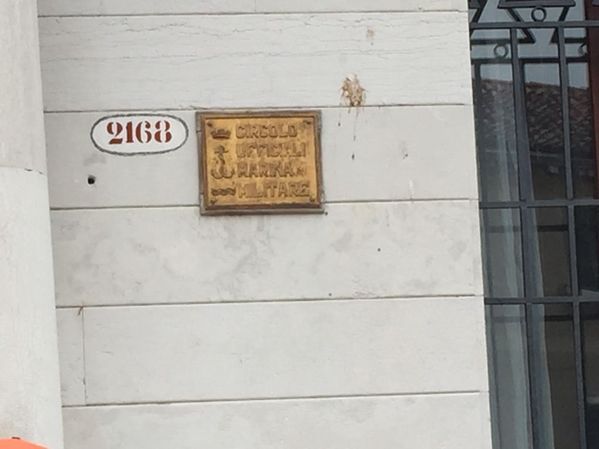 2168
CIRCOLO
UFFICIALI
MARINA
MILITARE